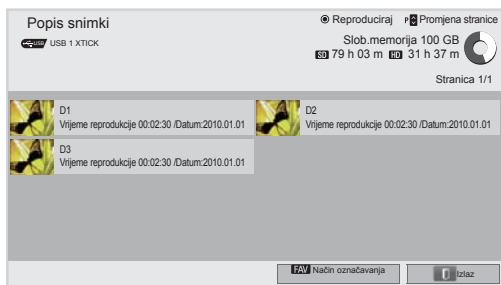 Popis snimki
Reproduciraj P Promjena stranice
USB USB 1 XTICK
Slob.memorija 100 GB
SD 79 h 03 m HD 31 h 37 m
Stranica 1/1
D1
Vrijeme reprodukcije 00:02:30 /Datum:2010.01.01
D2
Vrijeme reprodukcije 00:02:30 /Datum:2010.01.01
D3
Vrijeme reprodukcije 00:02:30 /Datum:2010.01.01
FAV Način označavanja
Izlaz